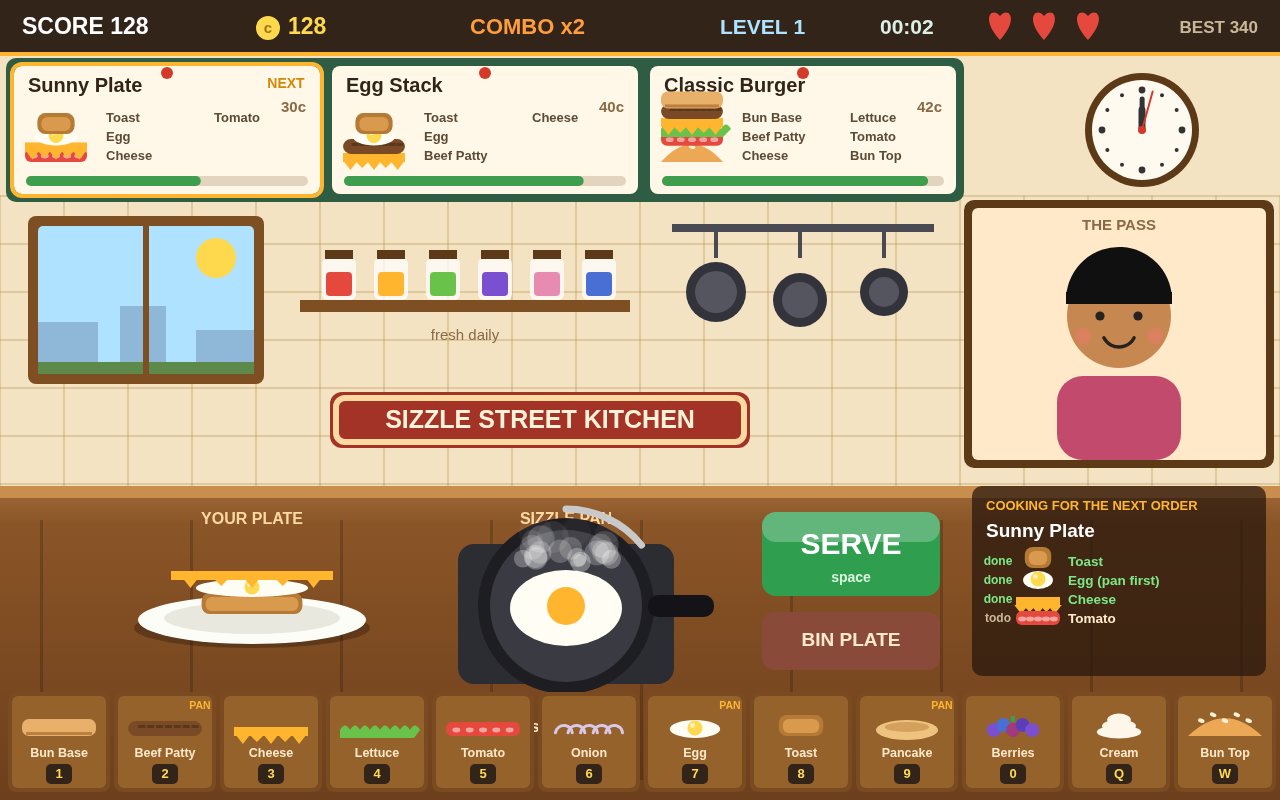 SCORE 128
c 128
COMBO x2
LEVEL 1
00:02
BEST 340
Sunny Plate
NEXT
30c
Toast
Tomato
Egg
Cheese
Egg Stack
40c
Toast
Cheese
Egg
Beef Patty
Classic Burger
42c
Bun Base
Lettuce
Beef Patty
Tomato
Cheese
Bun Top
THE PASS
fresh daily
SIZZLE STREET KITCHEN
YOUR PLATE
SIZZLE PAN
SERVE
space
BIN PLATE
COOKING FOR THE NEXT ORDER
Sunny Plate
done Toast
done Egg (pan first)
done Cheese
todo Tomato
Bun Base
1
PAN
Beef Patty
2
Cheese
3
Lettuce
4
Tomato
5
Onion
6
PAN
Egg
7
Toast
8
PAN
Pancake
9
Berries
0
Cream
Q
Bun Top
W